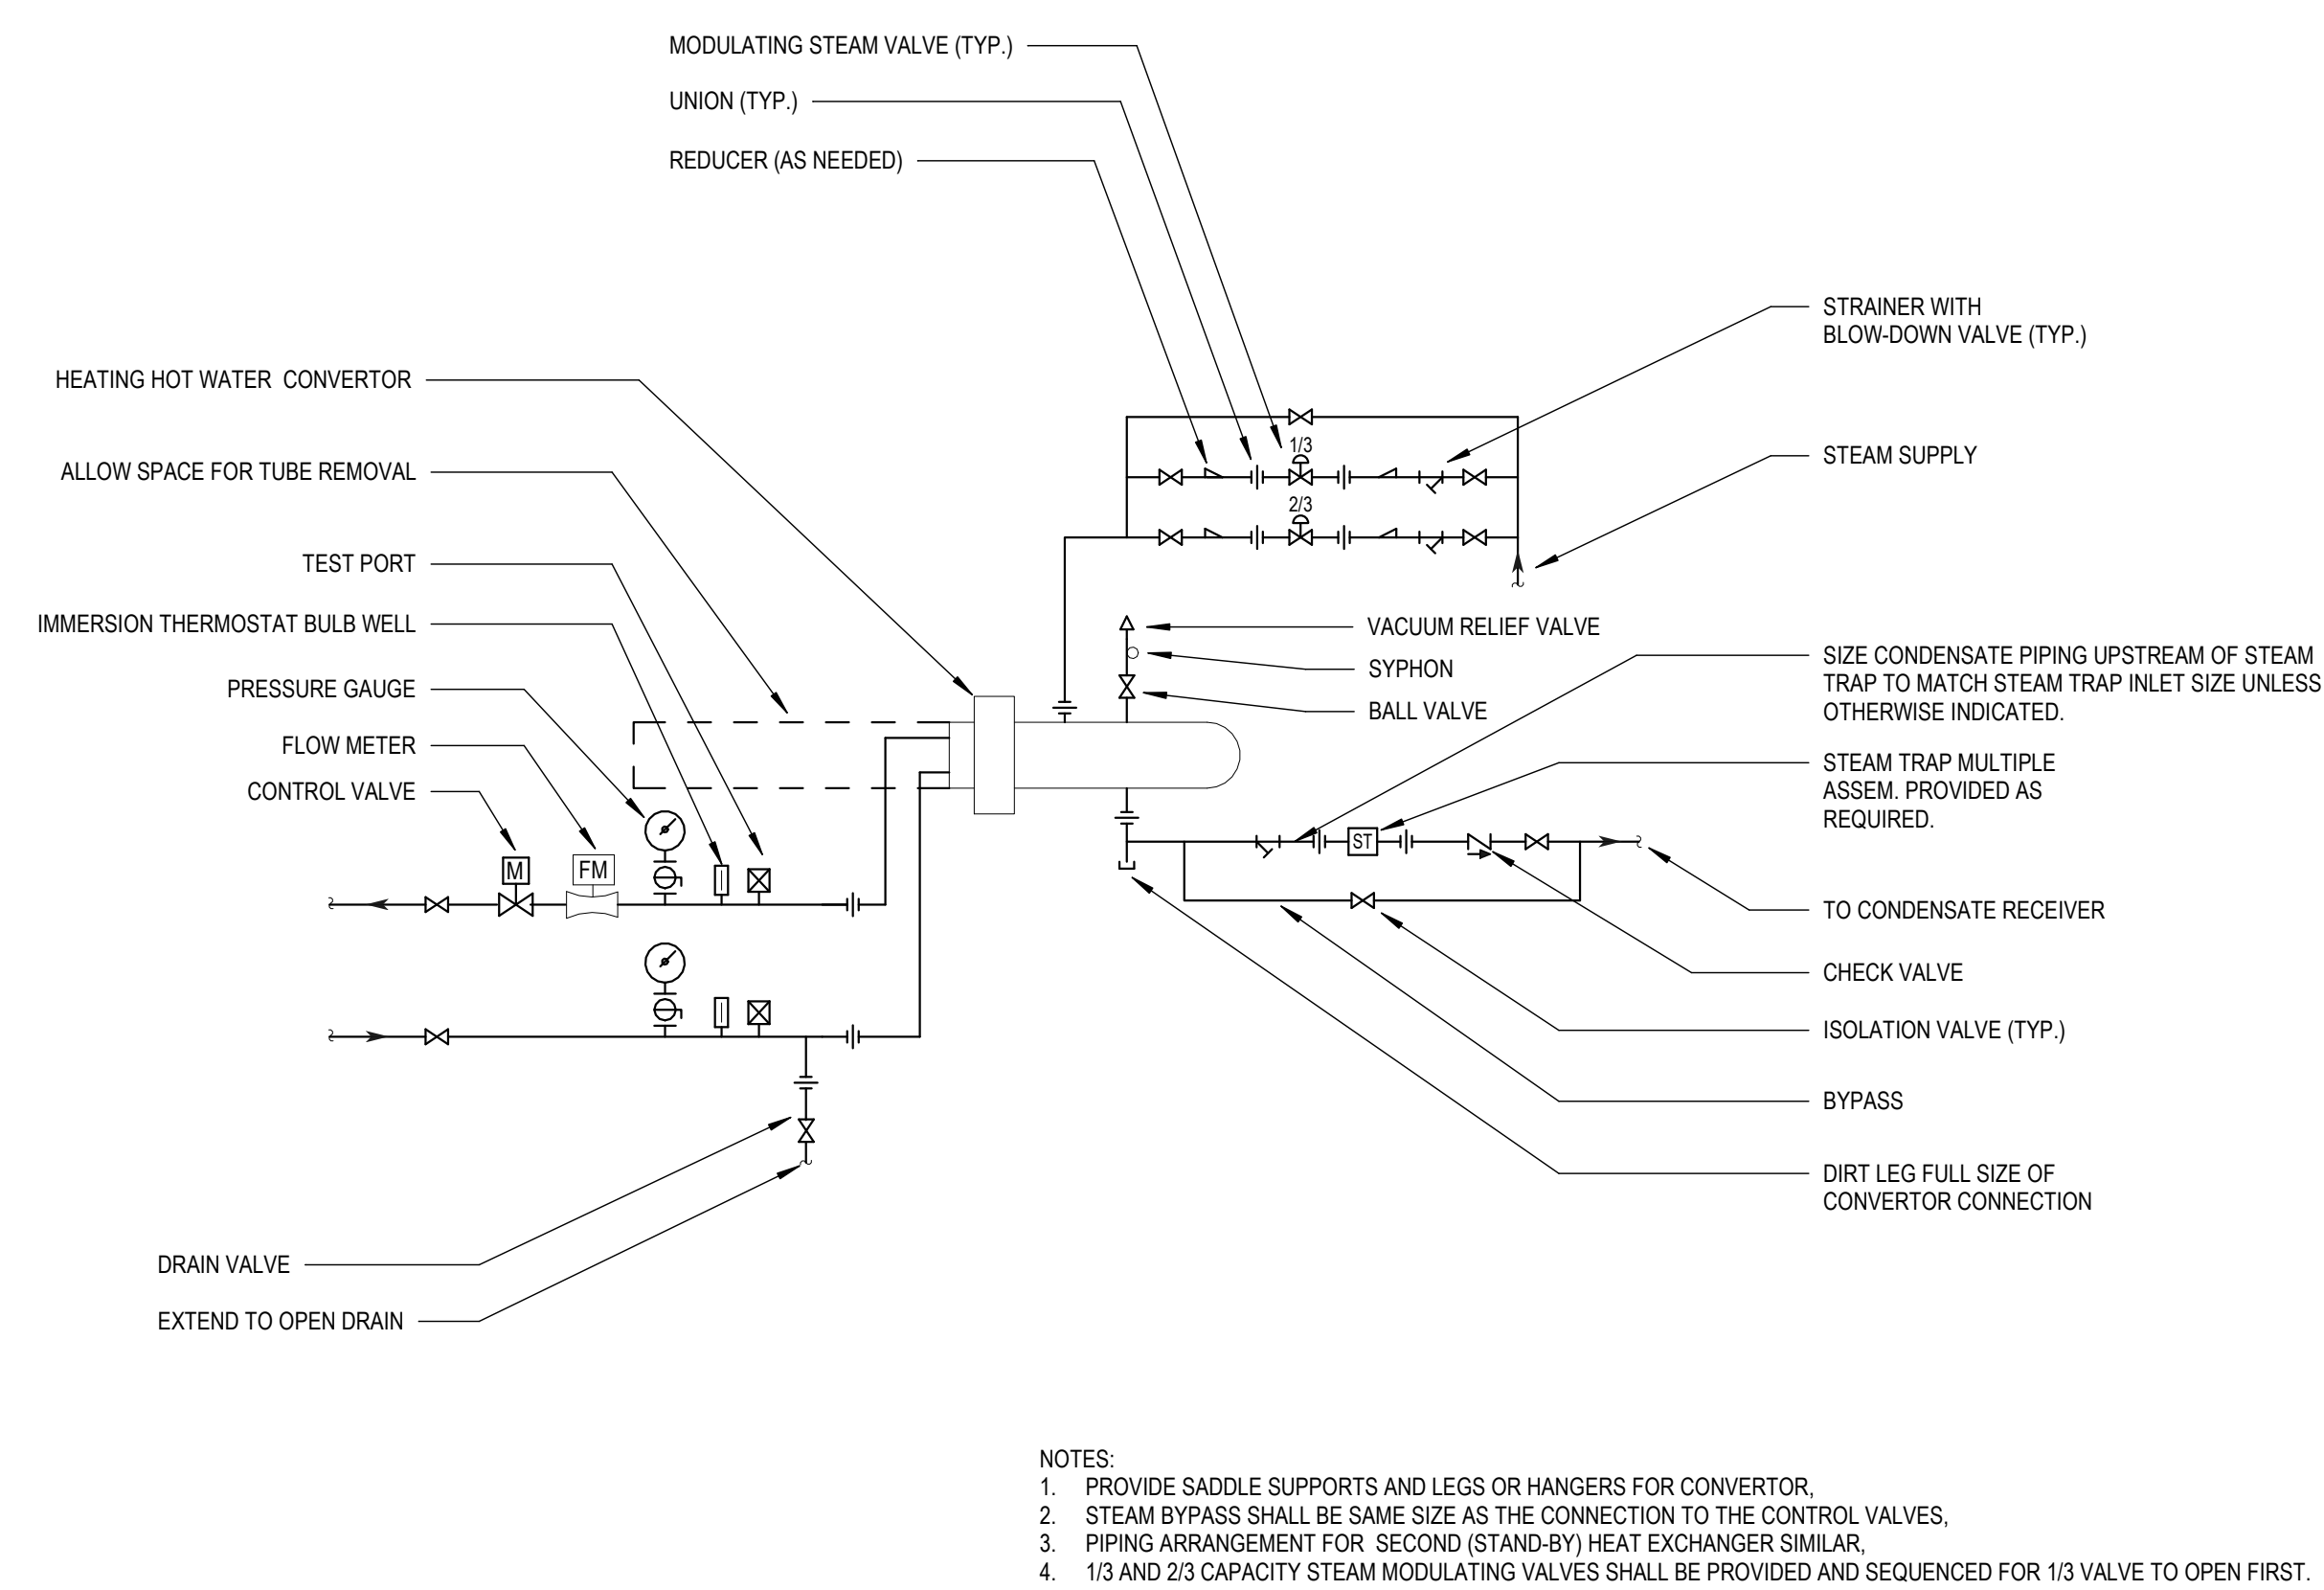 MODULATING STEAM VALVE (TYP.)
UNION (TYP.)
REDUCER (AS NEEDED)
STRAINER WITH
BLOW-DOWN VALVE (TYP.)
HEATING HOT WATER CONVERTOR
1/3
STEAM SUPPLY
ALLOW SPACE FOR TUBE REMOVAL
2/3
TEST PORT
IMMERSION THERMOSTAT BULB WELL
VACUUM RELIEF VALVE
SYPHON
BALL VALVE
SIZE CONDENSATE PIPING UPSTREAM OF STEAM
TRAP TO MATCH STEAM TRAP INLET SIZE UNLESS
OTHERWISE INDICATED.
PRESSURE GAUGE
FLOW METER
CONTROL VALVE
STEAM TRAP MULTIPLE
ASSEM. PROVIDED AS
REQUIRED.
ST
M
FM
TO CONDENSATE RECEIVER
CHECK VALVE
ISOLATION VALVE (TYP.)
BYPASS
DIRT LEG FULL SIZE OF
CONVERTOR CONNECTION
DRAIN VALVE
EXTEND TO OPEN DRAIN
NOTES:
1. PROVIDE SADDLE SUPPORTS AND LEGS OR HANGERS FOR CONVERTOR,
2. STEAM BYPASS SHALL BE SAME SIZE AS THE CONNECTION TO THE CONTROL VALVES,
3. PIPING ARRANGEMENT FOR SECOND (STAND-BY) HEAT EXCHANGER SIMILAR,
4. 1/3 AND 2/3 CAPACITY STEAM MODULATING VALVES SHALL BE PROVIDED AND SEQUENCED FOR 1/3 VALVE TO OPEN FIRST.